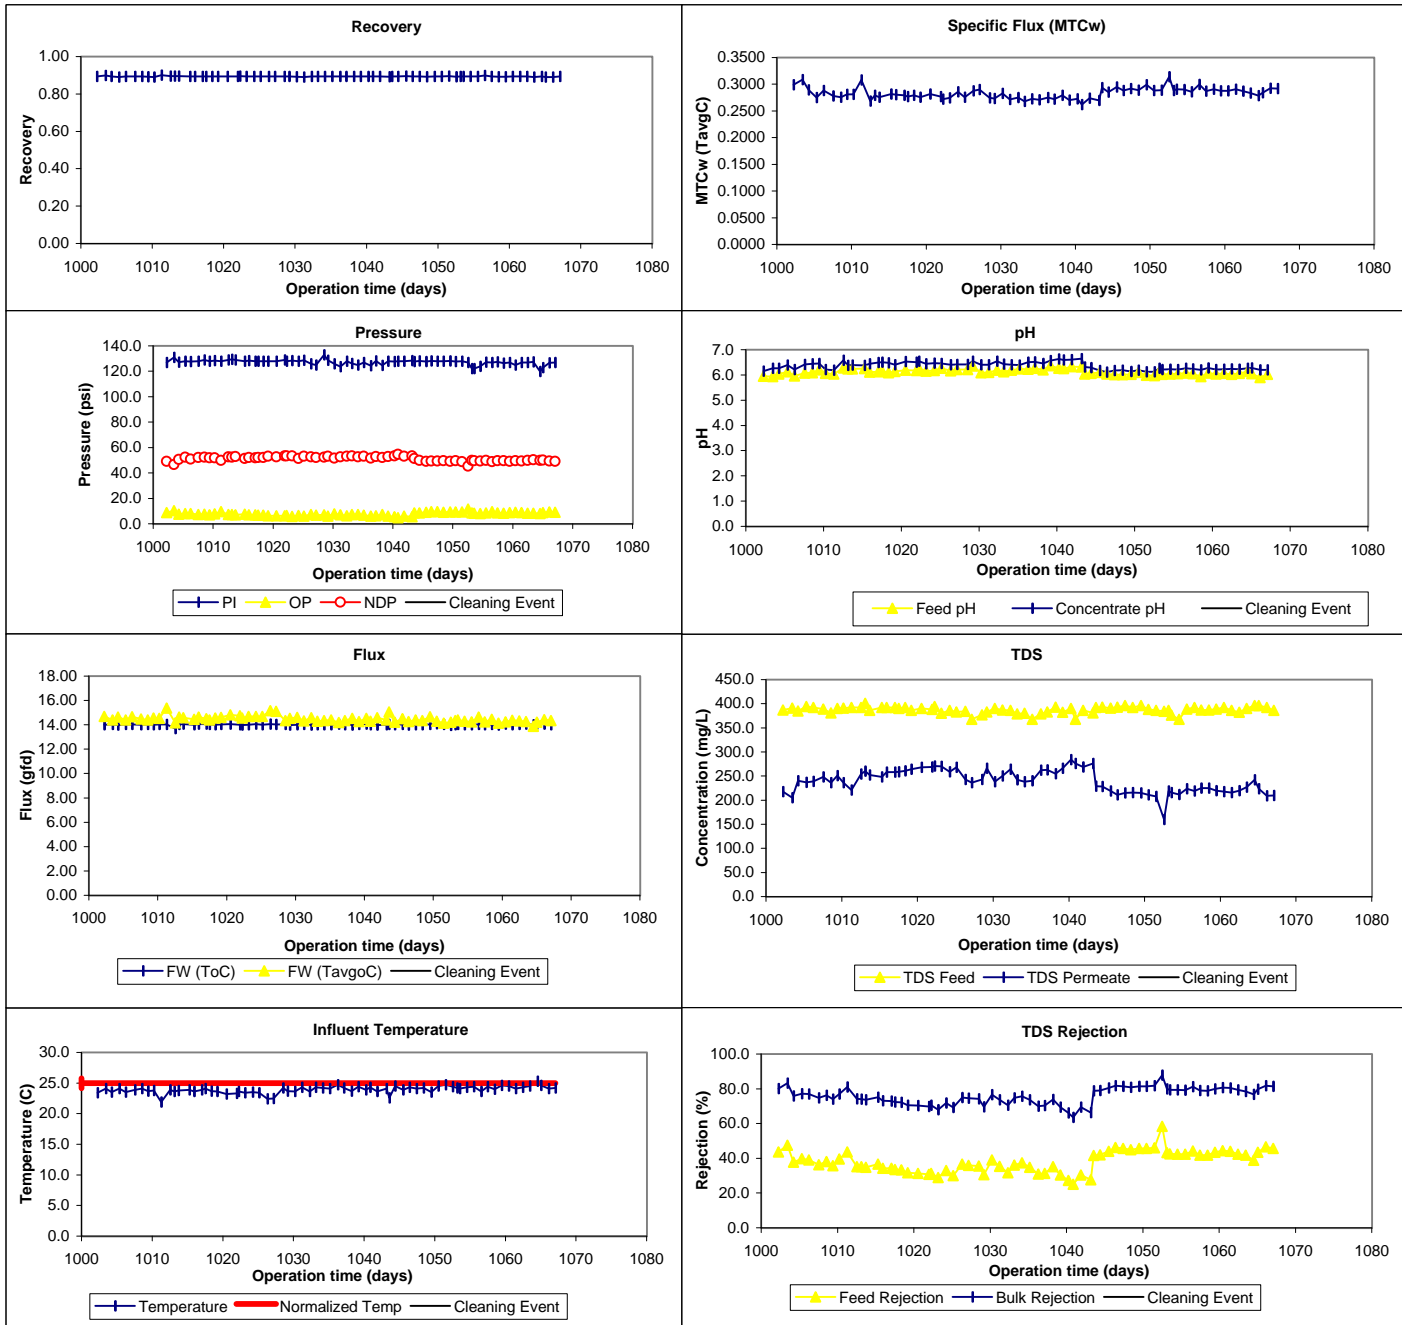 Recovery
1.00
0.80
0.60
0.40
0.20
0.00
Recovery
1000 1010 1020 1030 1040 1050 1060 1070 1080
Operation time (days)
Specific Flux (MTCw)
0.3500
0.3000
0.2500
0.2000
0.1500
0.1000
0.0500
0.0000
MTCw (TavgC)
1000 1010 1020 1030 1040 1050 1060 1070 1080
Operation time (days)
Pressure
140.0
120.0
100.0
80.0
60.0
40.0
20.0
0.0
Pressure (psi)
1000 1010 1020 1030 1040 1050 1060 1070 1080
Operation time (days)
PI OP NDP Cleaning Event
pH
7.0
6.0
5.0
4.0
3.0
2.0
1.0
0.0
pH
1000 1010 1020 1030 1040 1050 1060 1070 1080
Operation time (days)
Feed pH Concentrate pH Cleaning Event
Flux
18.00
16.00
14.00
12.00
10.00
8.00
6.00
4.00
2.00
0.00
Flux (gfd)
1000 1010 1020 1030 1040 1050 1060 1070 1080
Operation time (days)
FW (ToC) FW (TavgoC) Cleaning Event
TDS
450.0
400.0
350.0
300.0
250.0
200.0
150.0
100.0
50.0
0.0
Concentration (mg/L)
1000 1010 1020 1030 1040 1050 1060 1070 1080
Operation time (days)
TDS Feed TDS Permeate Cleaning Event
Influent Temperature
30.0
25.0
20.0
15.0
10.0
5.0
0.0
Temperature (C)
1000 1010 1020 1030 1040 1050 1060 1070 1080
Operation time (days)
Temperature Normalized Temp Cleaning Event
TDS Rejection
100.0
80.0
60.0
40.0
20.0
0.0
Rejection (%)
1000 1010 1020 1030 1040 1050 1060 1070 1080
Operation time (days)
Feed Rejection Bulk Rejection Cleaning Event